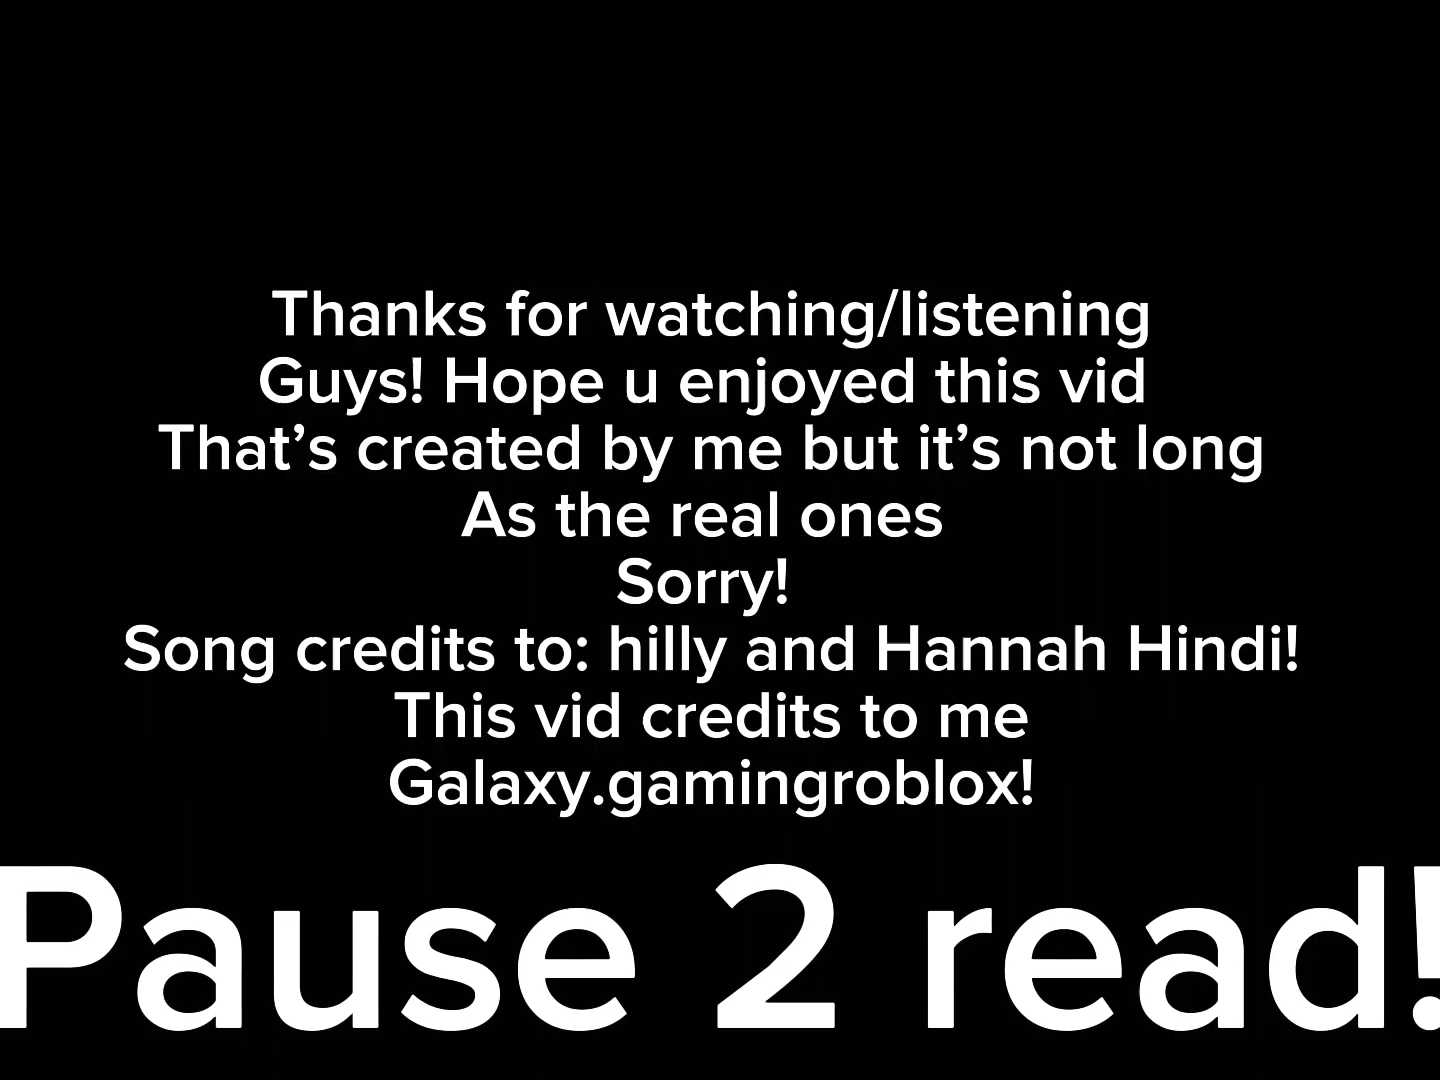 Thanks for watching/listening
Guys! Hope u enjoyed this vid
That’s created by me but it’s not long
As the real ones
Sorry!
Song credits to: hilly and Hannah Hindi!
This vid credits to me
Galaxy.gamingroblox!
Pause 2 read!